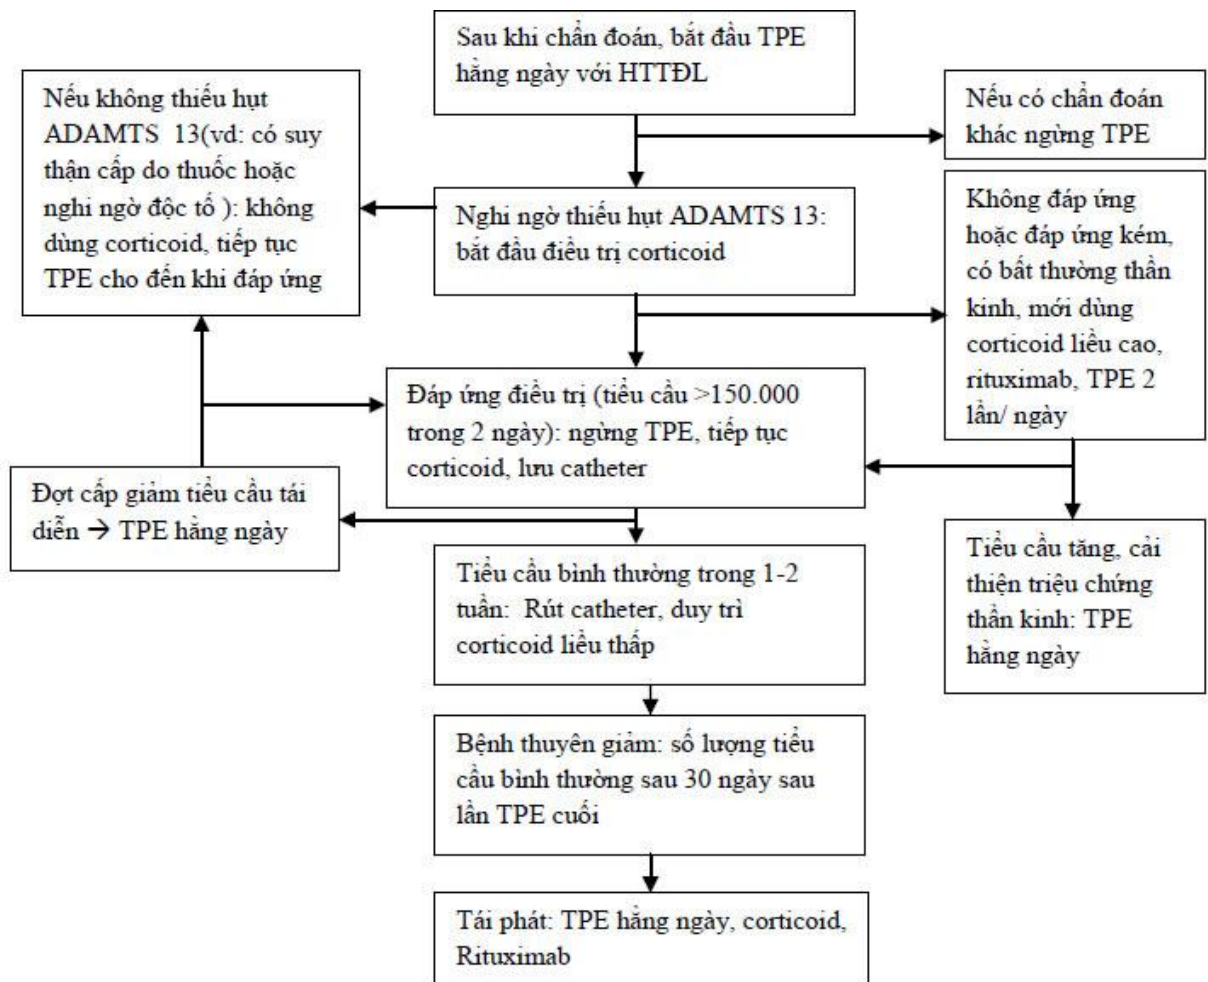 Sau khi chẩn đoán, bắt đầu TPE
hằng ngày với HTTĐL
Nếu không thiếu hụt
ADAMTS 13(vd: có suy
thận cấp do thuốc hoặc
nghi ngờ độc tố ): không
dùng corticoid, tiếp tục
TPE cho đến khi đáp ứng
Nếu có chẩn đoán
khác ngừng TPE
Nghi ngờ thiếu hụt ADAMTS 13:
bắt đầu điều trị corticoid
Không đáp ứng
hoặc đáp ứng kém,
có bất thường thần
kinh, mới dùng
corticoid liều cao,
rituximab, TPE 2
lần/ ngày
Đáp ứng điều trị (tiểu cầu >150.000
trong 2 ngày): ngừng TPE, tiếp tục
corticoid, lưu catheter
Đợt cấp giảm tiểu cầu tái
diễn → TPE hằng ngày
Tiểu cầu tăng, cải
thiện triệu chứng
thần kinh: TPE
hằng ngày
Tiểu cầu bình thường trong 1-2
tuần: Rút catheter, duy trì
corticoid liều thấp
Bệnh thuyên giảm: số lượng tiểu
cầu bình thường sau 30 ngày sau
lần TPE cuối
Tái phát: TPE hằng ngày, corticoid,
Rituximab